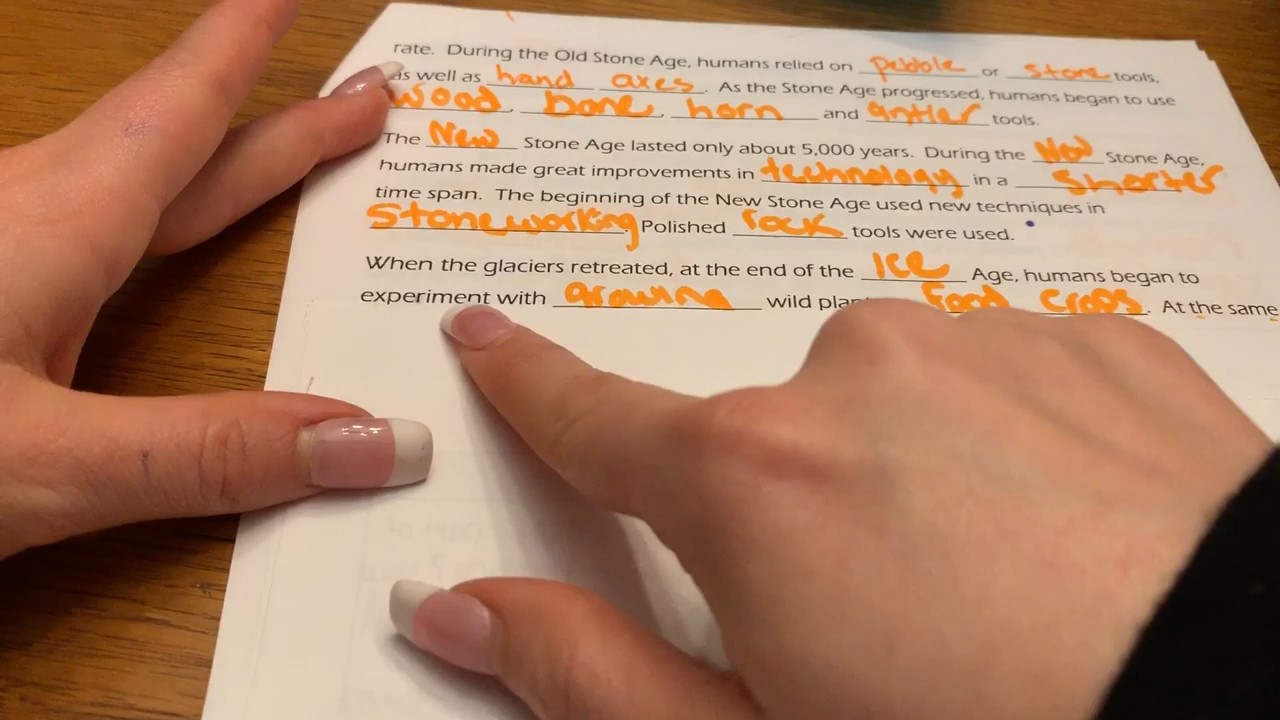 rate. During the Old Stone Age, humans relied on pebble or stone tools,
as well as hand axes. As the Stone Age progressed, humans began to use
wood, bone, horn and antler tools.
The New Stone Age lasted only about 5,000 years. During the New Stone Age,
humans made great improvements in technology in a shorter
time span. The beginning of the New Stone Age used new techniques in
Stoneworking. Polished rock tools were used.
When the glaciers retreated, at the end of the Ice Age, humans began to
experiment with growing wild food crops. At the same